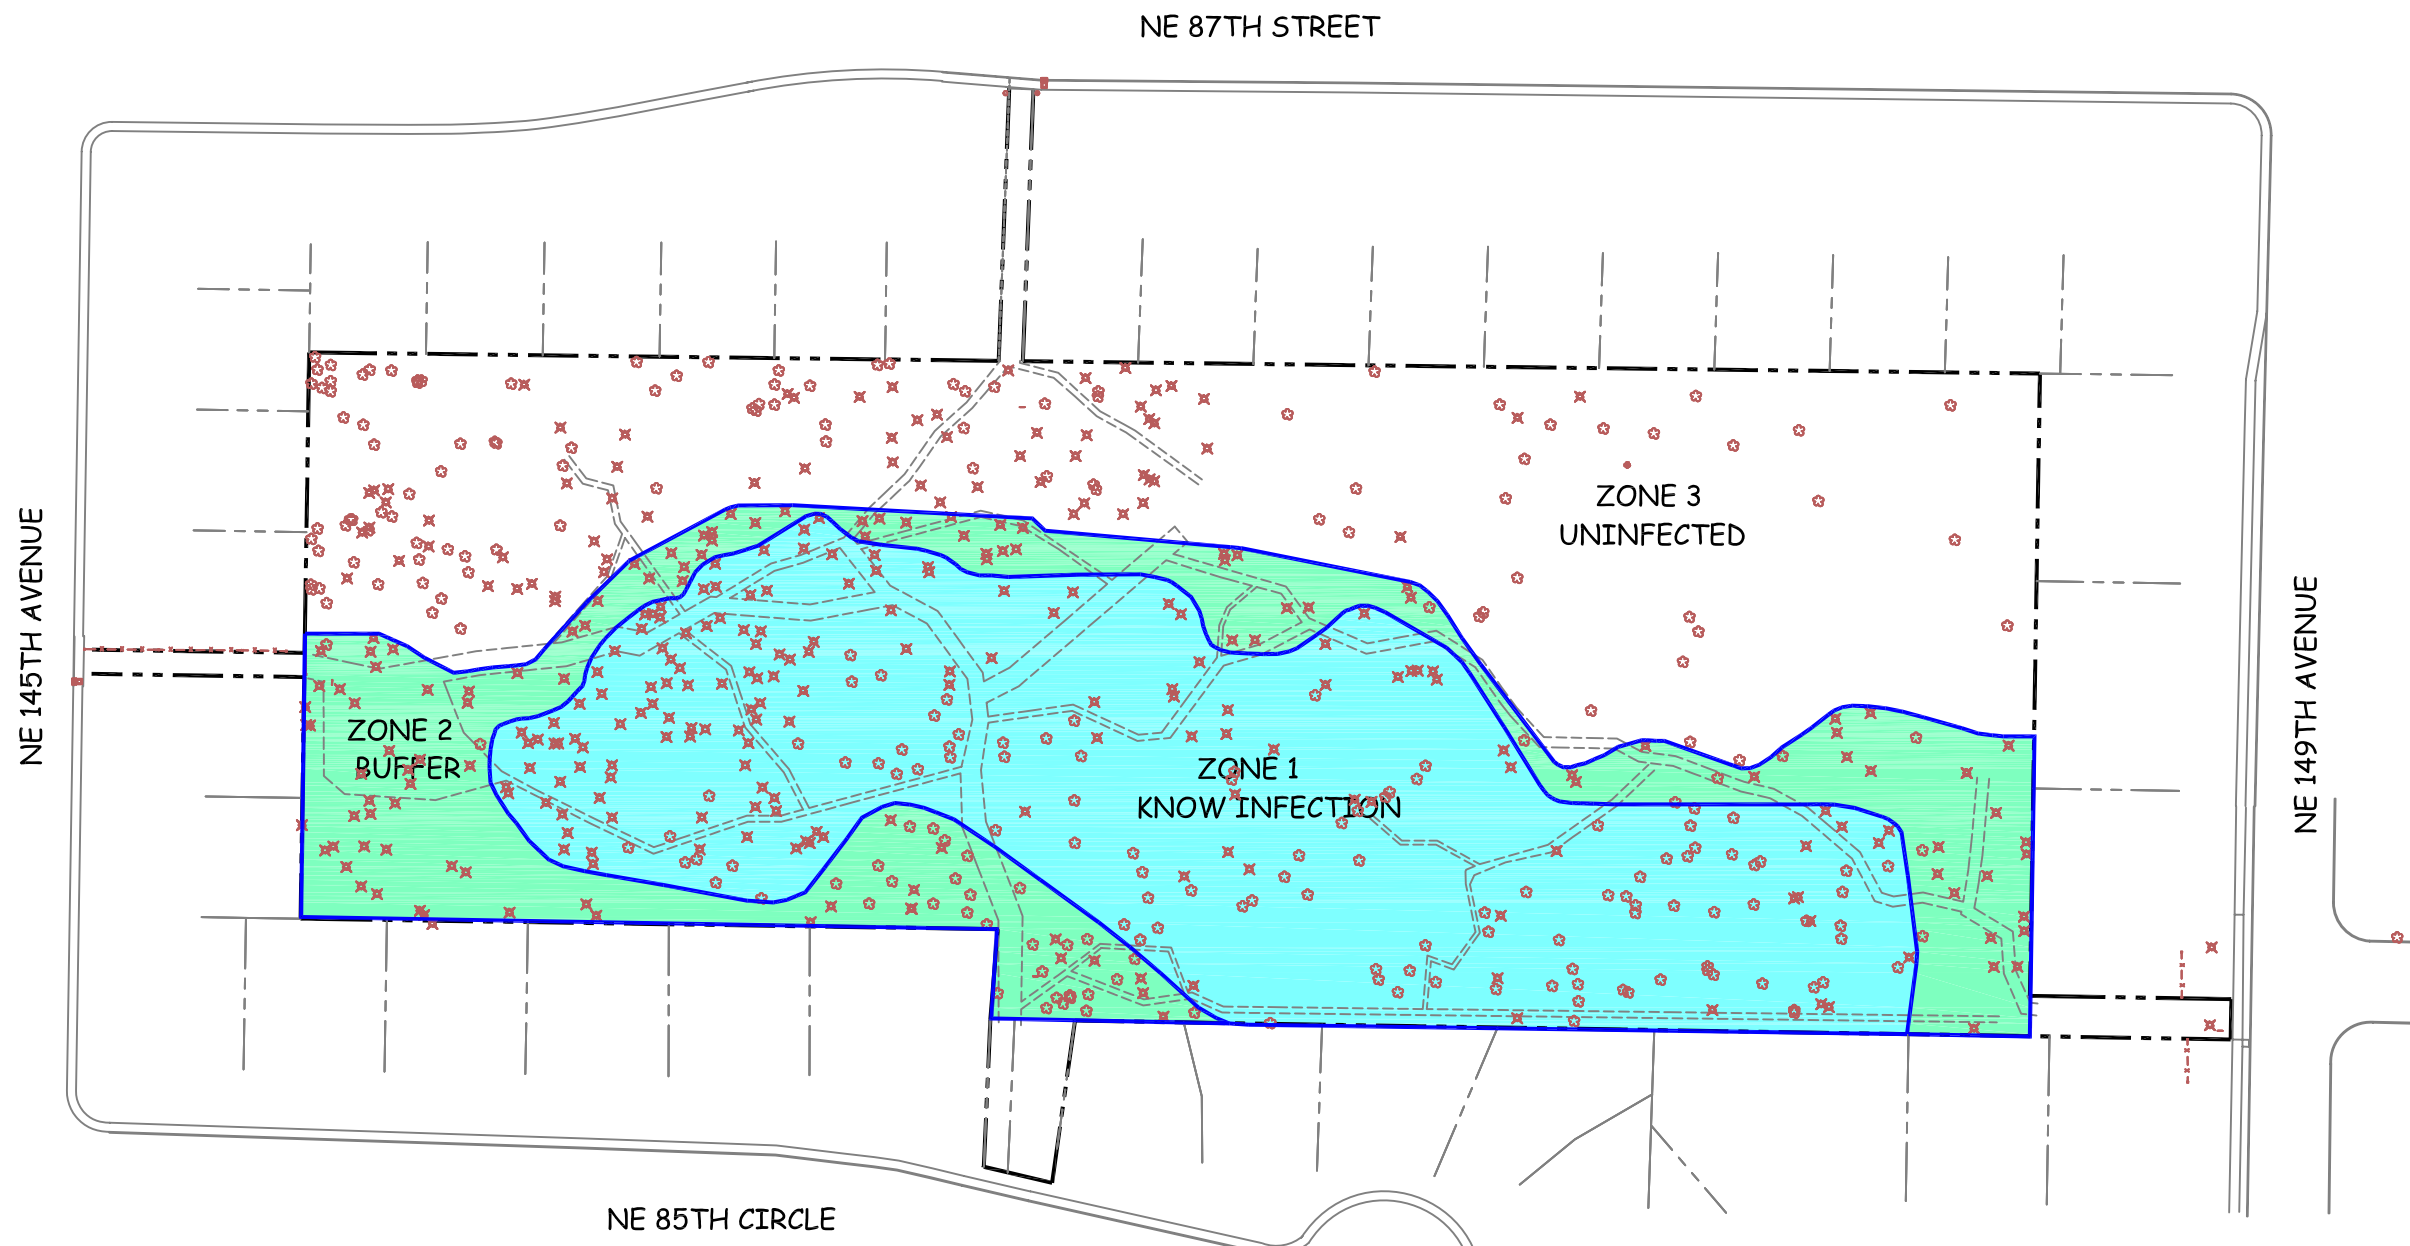 NE 87TH STREET
ZONE 3
UNINFECTED
NE 145TH AVENUE
NE 149TH AVENUE
ZONE 2
BUFFER
ZONE 1
KNOW INFECTION
NE 85TH CIRCLE